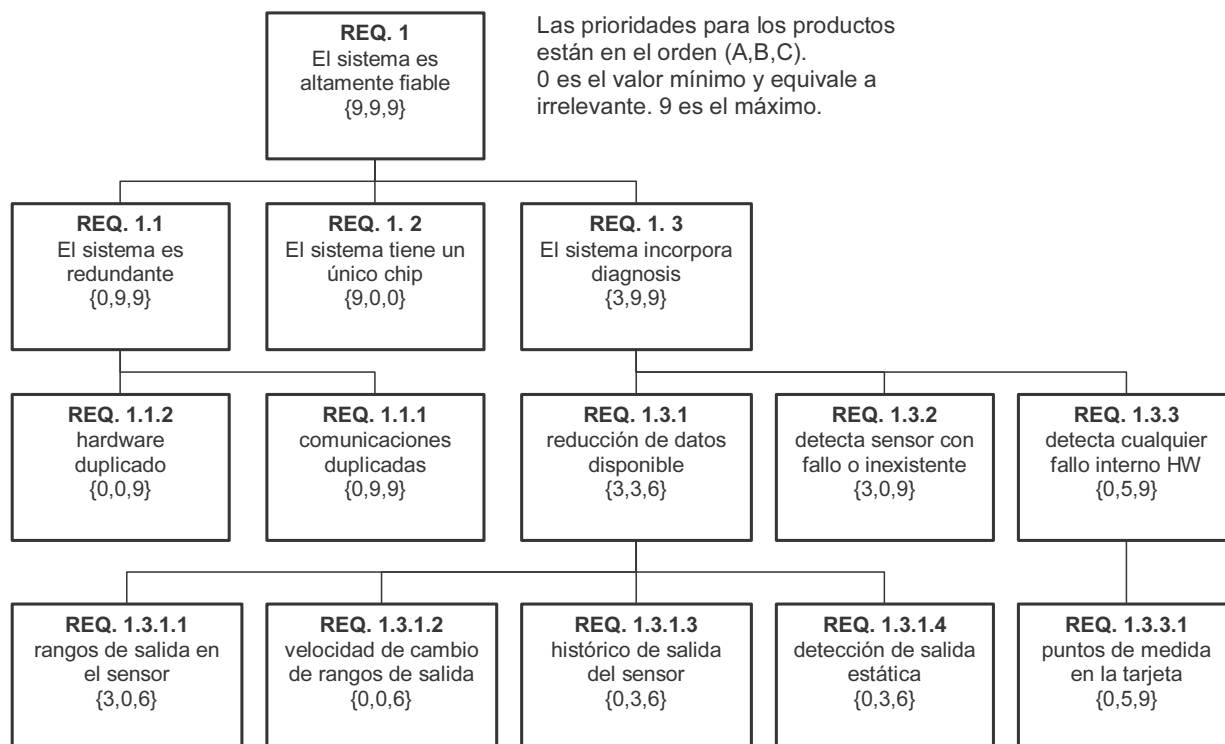 REQ. 1
El sistema es
altamente fiable
{9,9,9}
Las prioridades para los productos
están en el orden (A,B,C).
0 es el valor mínimo y equivale a
irrelevante. 9 es el máximo.
REQ. 1.1
El sistema es
redundante
{0,9,9}
REQ. 1. 2
El sistema tiene un
único chip
{9,0,0}
REQ. 1. 3
El sistema incorpora
diagnosis
{3,9,9}
REQ. 1.1.2
hardware
duplicado
{0,0,9}
REQ. 1.1.1
comunicaciones
duplicadas
{0,9,9}
REQ. 1.3.1
reducción de datos
disponible
{3,3,6}
REQ. 1.3.2
detecta sensor con
fallo o inexistente
{3,0,9}
REQ. 1.3.3
detecta cualquier
fallo interno HW
{0,5,9}
REQ. 1.3.1.1
rangos de salida en
el sensor
{3,0,6}
REQ. 1.3.1.2
velocidad de cambio
de rangos de salida
{0,0,6}
REQ. 1.3.1.3
histórico de salida
del sensor
{0,3,6}
REQ. 1.3.1.4
detección de salida
estática
{0,3,6}
REQ. 1.3.3.1
puntos de medida
en la tarjeta
{0,5,9}